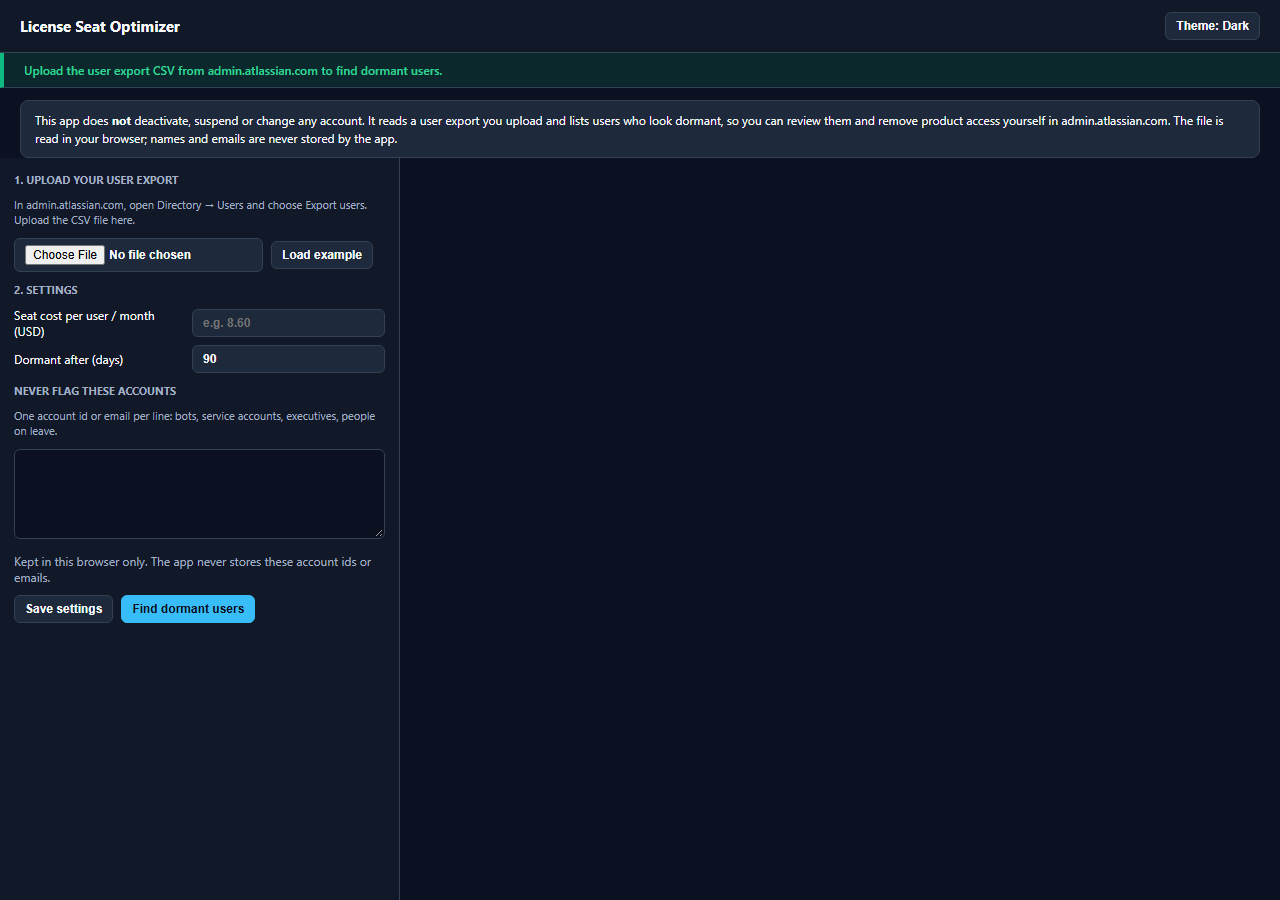 License Seat Optimizer
Theme: Dark
Upload the user export CSV from admin.atlassian.com to find dormant users.
This app does not deactivate, suspend or change any account. It reads a user export you upload and lists users who look dormant, so you can review them and remove product access yourself in admin.atlassian.com. The file is
read in your browser; names and emails are never stored by the app.
1. UPLOAD YOUR USER EXPORT
In admin.atlassian.com, open Directory → Users and choose Export users.
Upload the CSV file here.
Choose File No file chosen
Load example
2. SETTINGS
Seat cost per user / month
(USD)
e.g. 8.60
Dormant after (days)
90
NEVER FLAG THESE ACCOUNTS
One account id or email per line: bots, service accounts, executives, people
on leave.
Kept in this browser only. The app never stores these account ids or
emails.
Save settings
Find dormant users